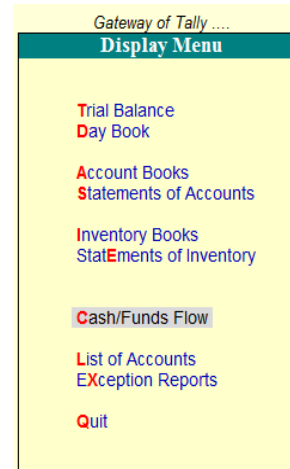 Gateway of Tally ....
Display Menu
Trial Balance
Day Book
Account Books
Statements of Accounts
Inventory Books
StatEments of Inventory
Cash/Funds Flow
List of Accounts
EXception Reports
Quit